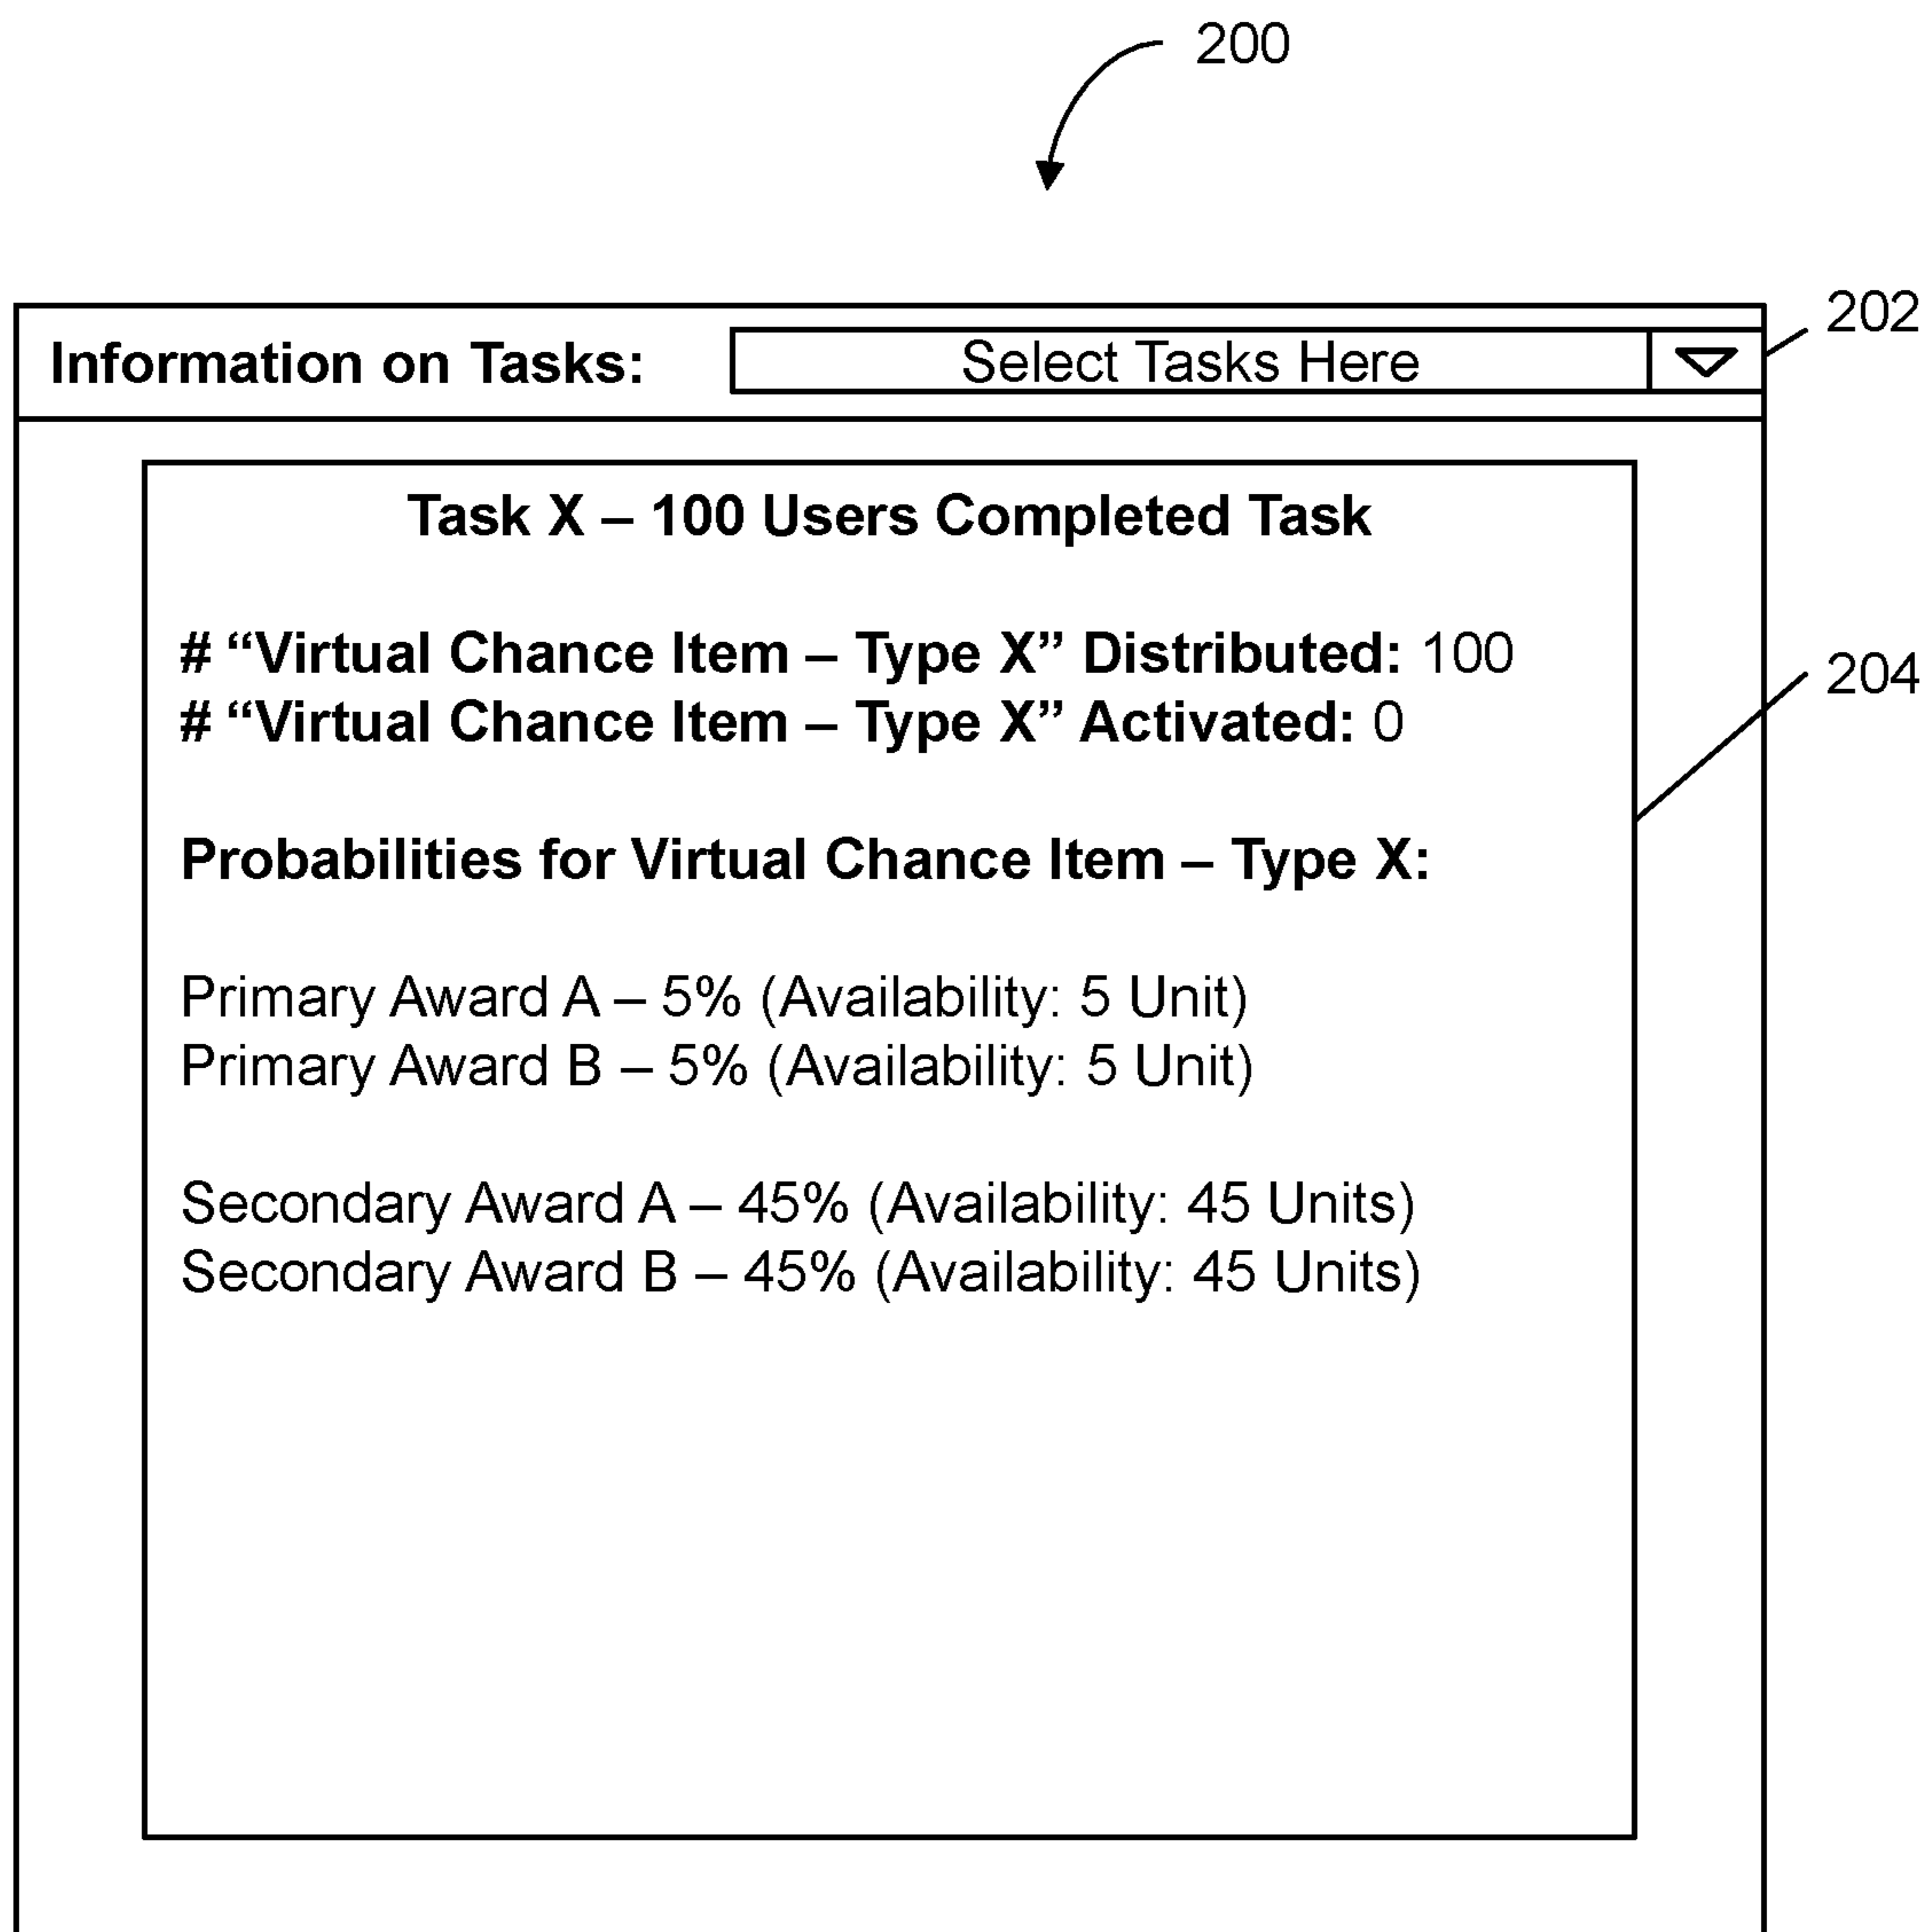 200
202
Information on Tasks: Select Tasks Here
Task X – 100 Users Completed Task
# “Virtual Chance Item – Type X” Distributed: 100
204
# “Virtual Chance Item – Type X” Activated: 0
Probabilities for Virtual Chance Item – Type X:
Primary Award A – 5% (Availability: 5 Unit)
Primary Award B – 5% (Availability: 5 Unit)
Secondary Award A – 45% (Availability: 45 Units)
Secondary Award B – 45% (Availability: 45 Units)